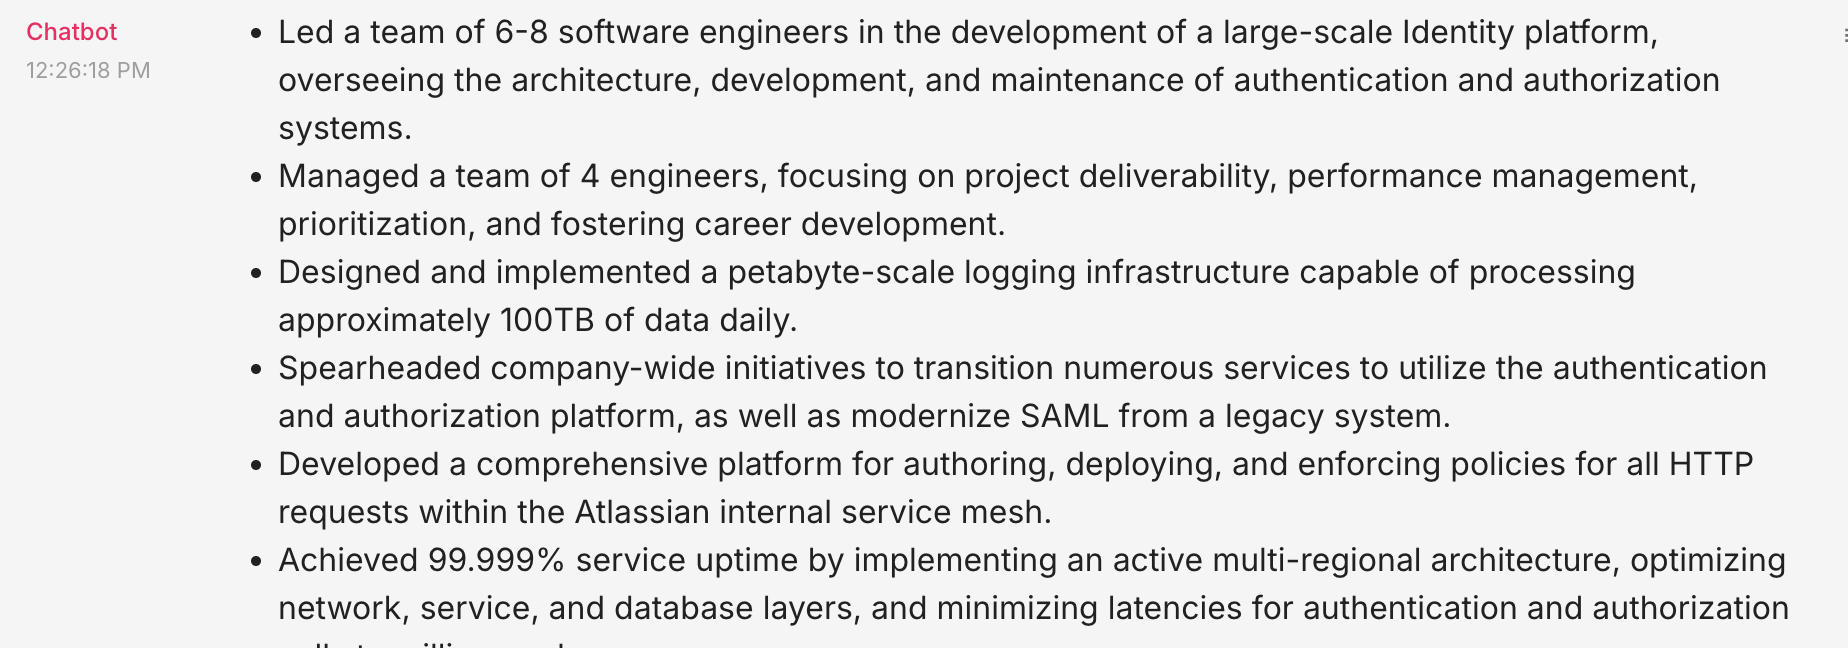 Chatbot
12:26:18 PM
• Led a team of 6-8 software engineers in the development of a large-scale Identity platform,
overseeing the architecture, development, and maintenance of authentication and authorization
systems.
• Managed a team of 4 engineers, focusing on project deliverability, performance management,
prioritization, and fostering career development.
• Designed and implemented a petabyte-scale logging infrastructure capable of processing
approximately 100TB of data daily.
• Spearheaded company-wide initiatives to transition numerous services to utilize the authentication
and authorization platform, as well as modernize SAML from a legacy system.
• Developed a comprehensive platform for authoring, deploying, and enforcing policies for all HTTP
requests within the Atlassian internal service mesh.
• Achieved 99.999% service uptime by implementing an active multi-regional architecture, optimizing
network, service, and database layers, and minimizing latencies for authentication and authorization